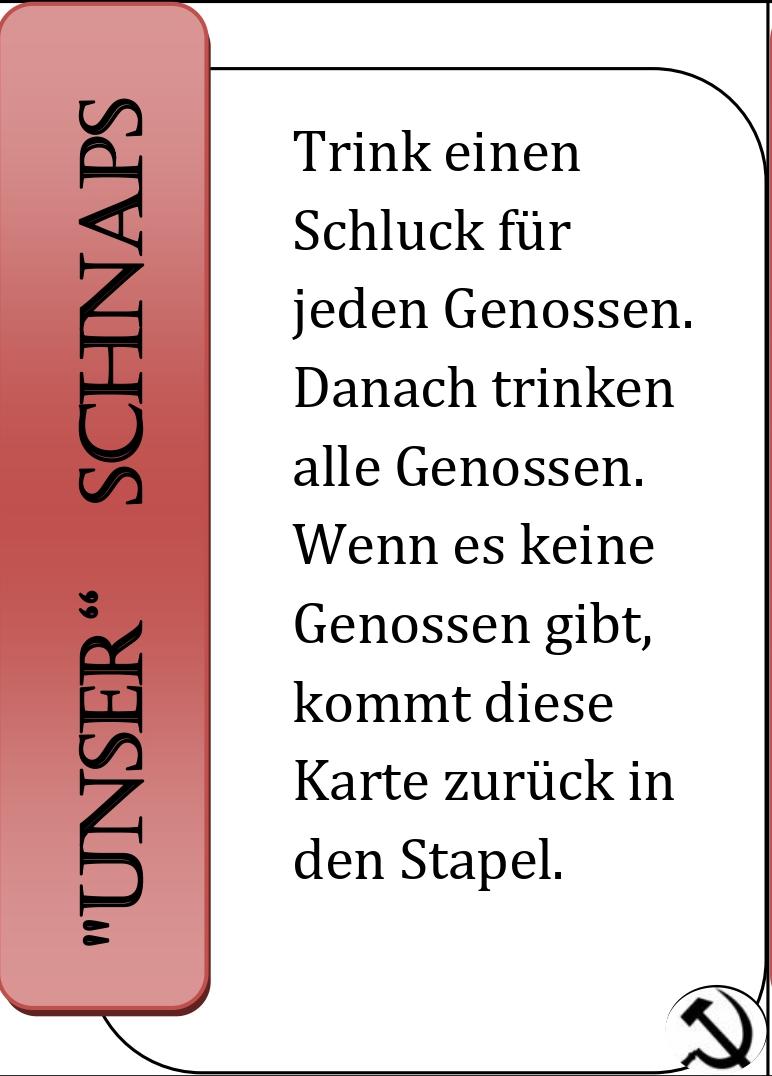 "UNSER“ SCHNAPS
Trink einen
Schluck für
jeden Genossen.
Danach trinken
alle Genossen.
Wenn es keine
Genossen gibt,
kommt diese
Karte zurück in
den Stapel.